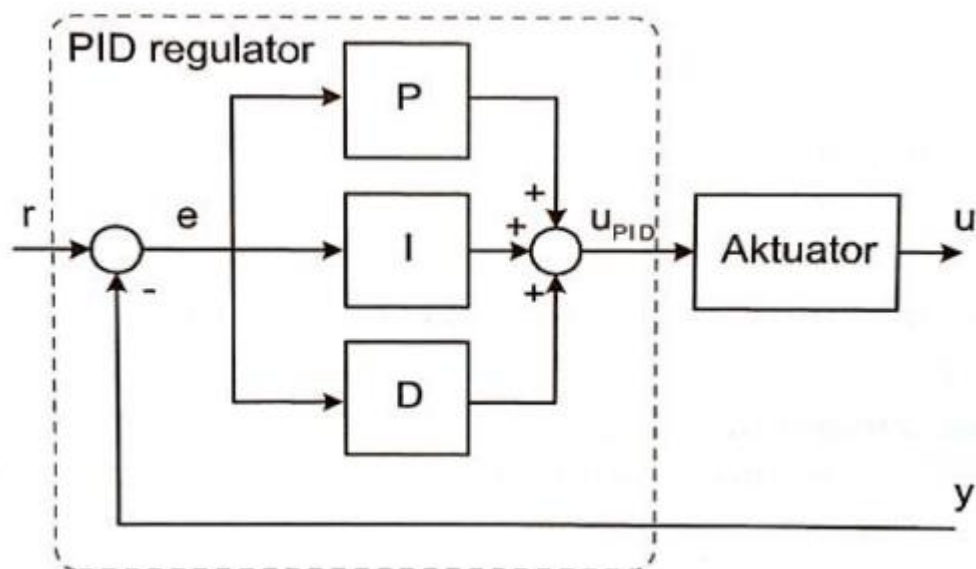 PID regulator
P
+
r
e
I
+
u_PID
Aktuator
u
-
+
D
y